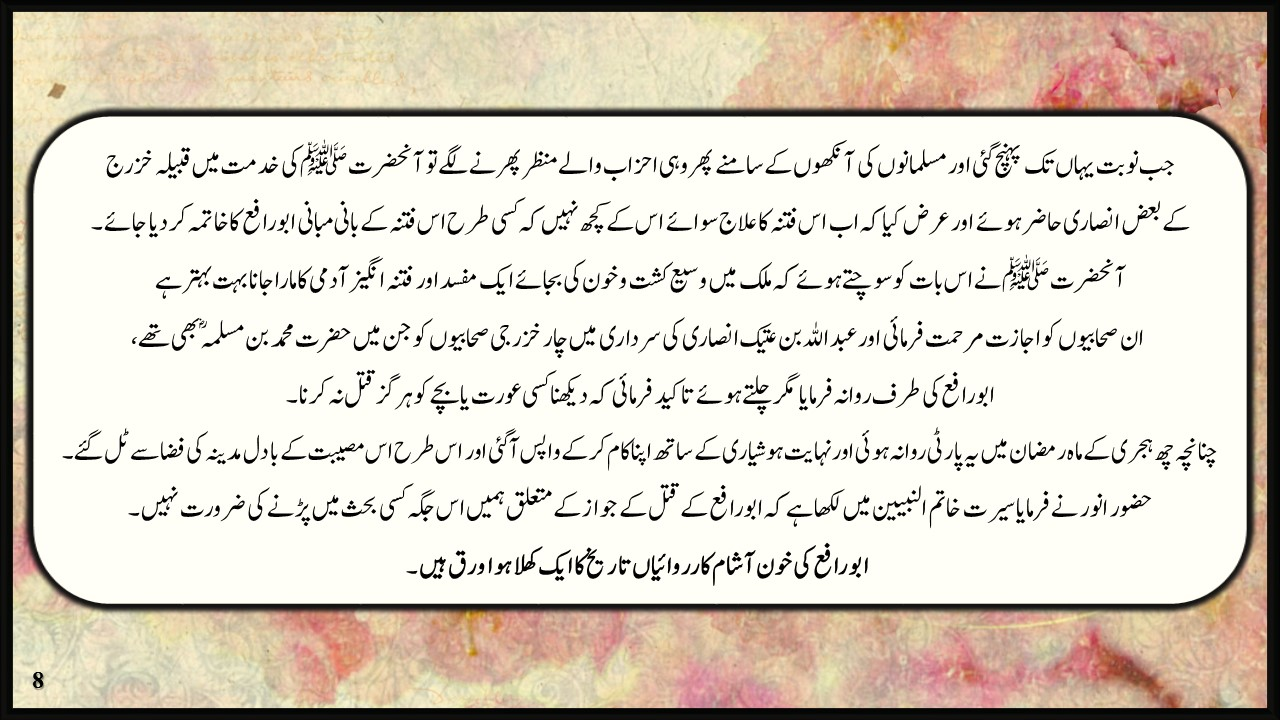 جب نوبت یہاں تک پہنچ گئی اور مسلمانوں کی آنکھوں کے سامنے پھر وہی احزاب والے منظر پھرنے لگے تو آنحضرت ﷺ کی خدمت میں قبیلہ خزرج
کے بعض انصاری حاضر ہوئے اور عرض کیا کہ اب اس فتنہ کا علاج سوائے اس کے کچھ نہیں کہ کسی طرح اس فتنہ کے بانی مبانی ابورافع کا خاتمہ کر دیا جائے۔
آنحضرت ﷺ نے اس بات کو سوچتے ہوئے کہ ملک میں وسیع کشت و خون کی بجائے ایک مفسد اور فتنہ انگیز آدمی کا مارا جانا بہت بہتر ہے
ان صحابیوں کو اجازت مرحمت فرمائی اور عبد اللہ بن عتیک انصاری کی سرداری میں چار خزرجی صحابیوں کو جن میں حضرت محمد بن مسلمہ ؓ بھی تھے،
ابورافع کی طرف روانہ فرمایا مگر چلتے ہوئے تاکید فرمائی کہ دیکھنا کسی عورت یا بچے کو ہرگز قتل نہ کرنا۔
چنانچہ چھ ہجری کے ماہ رمضان میں یہ پارٹی روانہ ہوئی اور نہایت ہوشیاری کے ساتھ اپنا کام کر کے واپس آ گئی اور اس طرح اس مصیبت کے بادل مدینہ کی فضا سے ٹل گئے۔
حضور انور نے فرمایا سیرت خاتم النبیین میں لکھا ہے کہ ابورافع کے قتل کے جواز کے متعلق ہمیں اس جگہ کسی بحث میں پڑنے کی ضرورت نہیں۔
ابورافع کی خون آشام کارروائیاں تاریخ کا ایک کھلا ہوا ورق ہیں۔
8